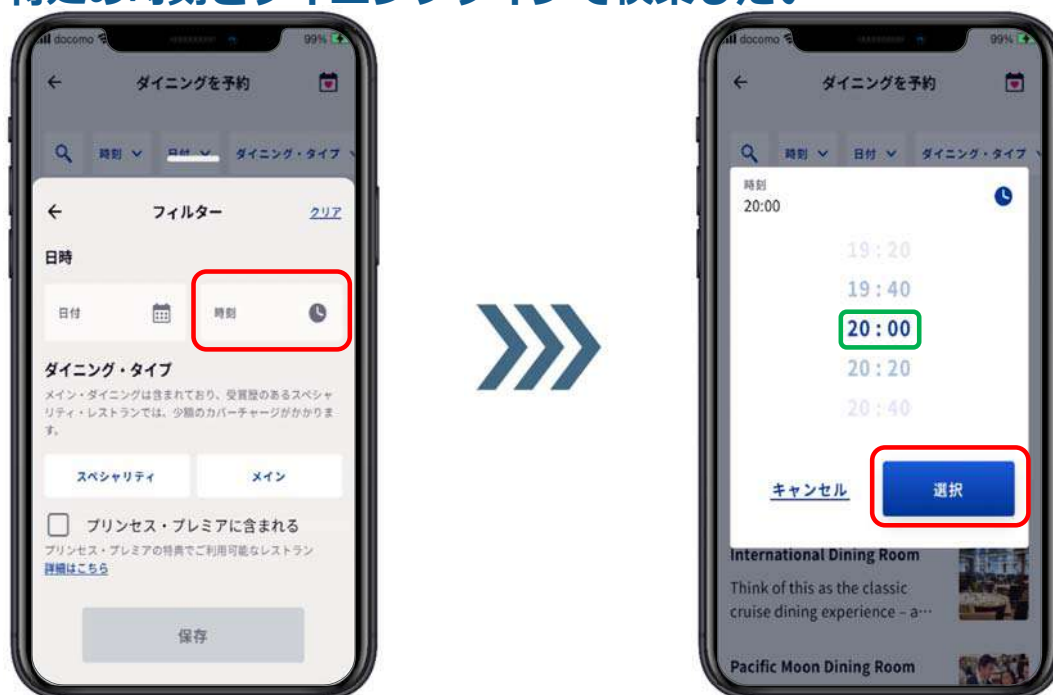 docomo
99%
ダイニングを予約
時刻
日付
ダイニング・タイプ
フィルター
クリア
日時
日付
時刻
ダイニング・タイプ
メイン・ダイニングは含まれており、受賞歴のあるスペシャ
リティ・レストランでは、少額のカバーチャージがかかりま
す。
スペシャリティ
メイン
プリンセス・プレミアに含まれる
プリンセス・プレミアの特典でご利用可能なレストラン
詳細はこちら
保存
docomo
99%
ダイニングを予約
時刻
日付
ダイニング・タイプ
時刻
20:00
19:20
19:40
20:00
20:20
20:40
キャンセル
選択
International Dining Room
Think of this as the classic
cruise dining experience – a…
Pacific Moon Dining Room